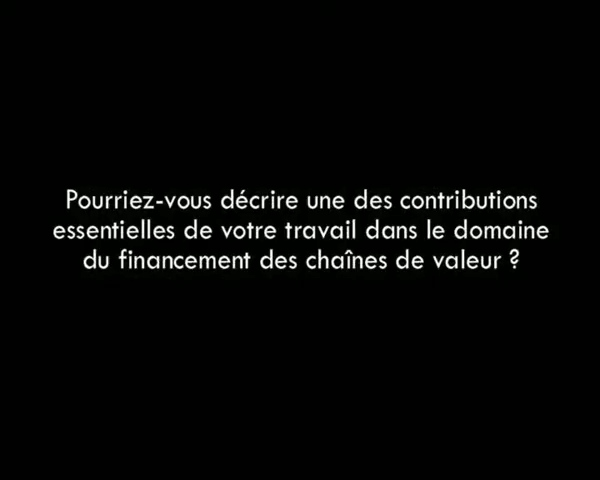 Pourriez-vous décrire une des contributions
essentielles de votre travail dans le domaine
du financement des chaînes de valeur ?